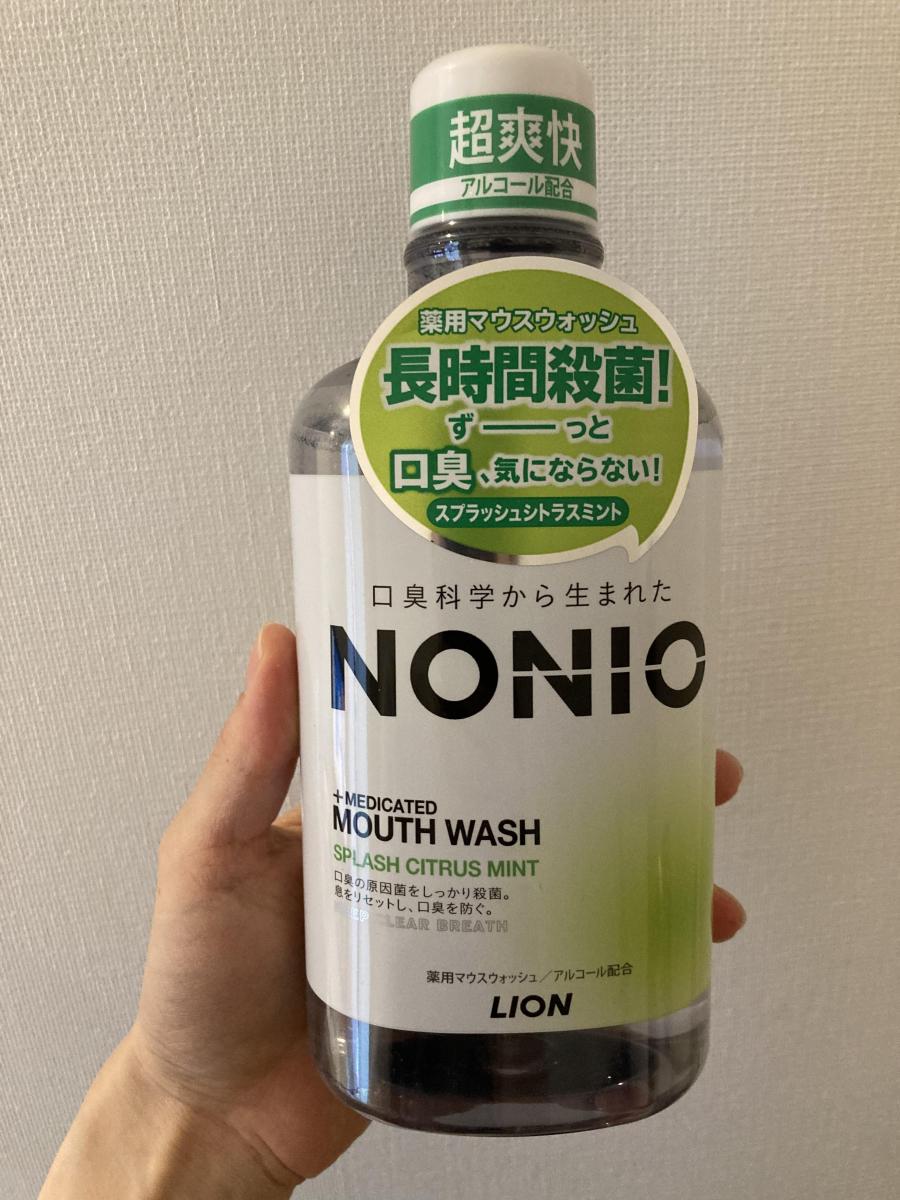 超爽快
アルコール配合
薬用マウスウォッシュ
長時間殺菌!
ず──っと
口臭、気にならない!
スプラッシュシトラスミント
口臭科学から生まれた
NONIO
+MEDICATED
MOUTH WASH
SPLASH CITRUS MINT
口臭の原因菌をしっかり殺菌。
息をリセットし、口臭を防ぐ。
CLEAR BREATH
薬用マウスウォッシュ/アルコール配合
LION